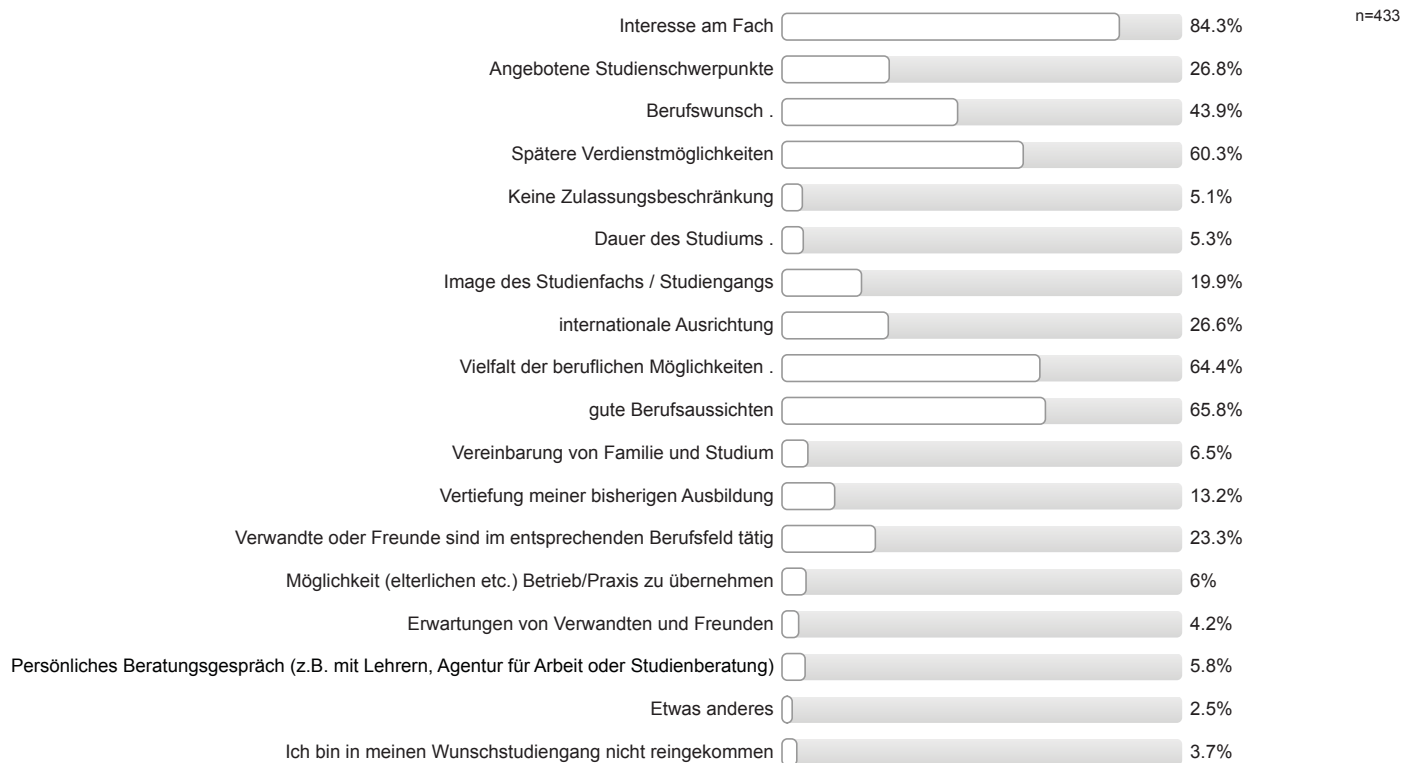 n=433
Interesse am Fach 84.3%
Angebotene Studienschwerpunkte 26.8%
Berufswunsch . 43.9%
Spätere Verdienstmöglichkeiten 60.3%
Keine Zulassungsbeschränkung 5.1%
Dauer des Studiums . 5.3%
Image des Studienfachs / Studiengangs 19.9%
internationale Ausrichtung 26.6%
Vielfalt der beruflichen Möglichkeiten . 64.4%
gute Berufsaussichten 65.8%
Vereinbarung von Familie und Studium 6.5%
Vertiefung meiner bisherigen Ausbildung 13.2%
Verwandte oder Freunde sind im entsprechenden Berufsfeld tätig 23.3%
Möglichkeit (elterlichen etc.) Betrieb/Praxis zu übernehmen 6%
Erwartungen von Verwandten und Freunden 4.2%
Persönliches Beratungsgespräch (z.B. mit Lehrern, Agentur für Arbeit oder Studienberatung) 5.8%
Etwas anderes 2.5%
Ich bin in meinen Wunschstudiengang nicht reingekommen 3.7%